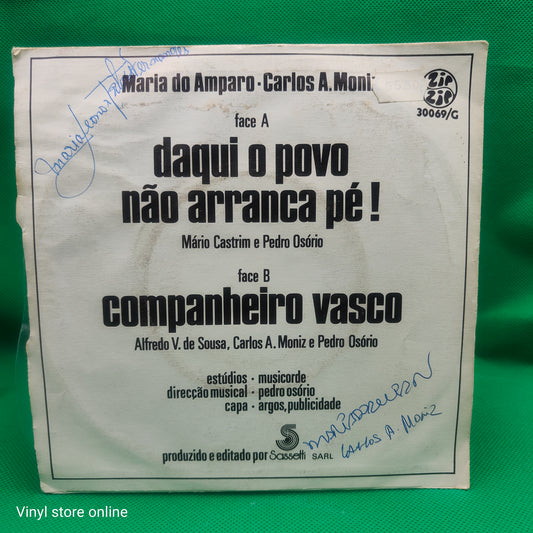 Maria do Amparo · Carlos A. Moniz
Zip
Zip
30069/G
face A
daqui o povo
não arranca pé !
Mário Castrim e Pedro Osório
face B
companheiro vasco
Alfredo V. de Sousa, Carlos A. Moniz e Pedro Osório
estúdios · musicorde
direcção musical · pedro osório
capa · argos, publicidade
produzido e editado por Sassetti SARL
Carlos A. Moniz
Vinyl store online